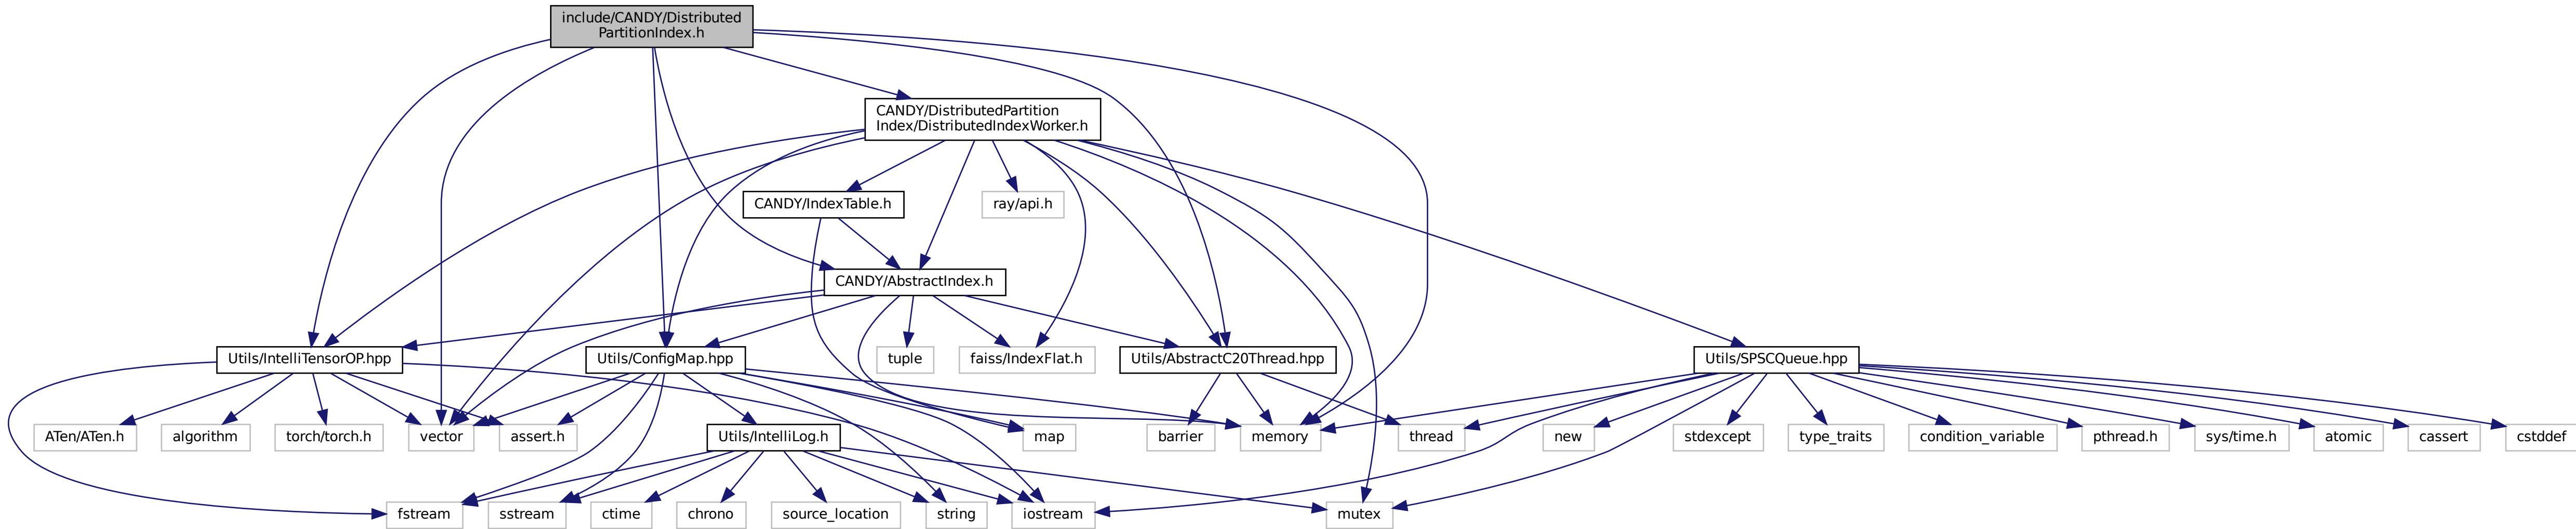 include/CANDY/Distributed
PartitionIndex.h
CANDY/DistributedPartition
Index/DistributedIndexWorker.h
CANDY/IndexTable.h
ray/api.h
CANDY/AbstractIndex.h
Utils/IntelliTensorOP.hpp
Utils/ConfigMap.hpp
tuple
faiss/IndexFlat.h
Utils/AbstractC20Thread.hpp
Utils/SPSCQueue.hpp
ATen/ATen.h
algorithm
torch/torch.h
vector
assert.h
Utils/IntelliLog.h
map
barrier
memory
thread
new
stdexcept
type_traits
condition_variable
pthread.h
sys/time.h
atomic
cassert
cstddef
fstream
sstream
ctime
chrono
source_location
string
iostream
mutex